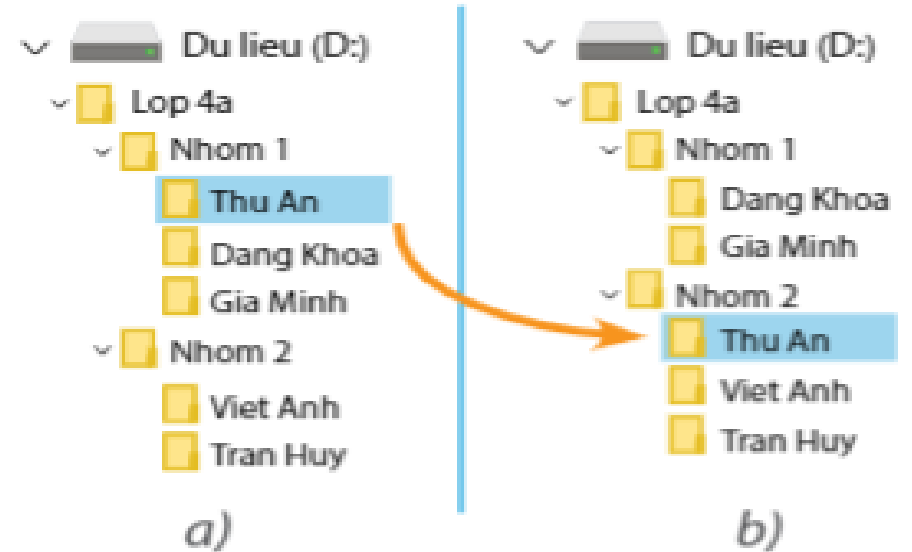 Du lieu (D:)
Lop 4a
Nhom 1
Thu An
Dang Khoa
Gia Minh
Nhom 2
Viet Anh
Tran Huy
a)
Du lieu (D:)
Lop 4a
Nhom 1
Dang Khoa
Gia Minh
Nhom 2
Thu An
Viet Anh
Tran Huy
b)